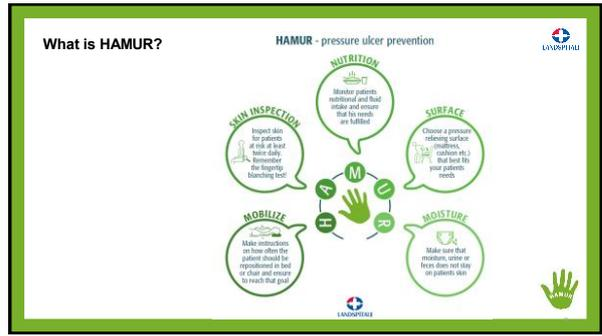 What is HAMUR?
HAMUR - pressure ulcer prevention
LANDSPÍTALI
NUTRITION
Monitor patients
nutritional and fluid
intake and ensure
that his needs
are fulfilled
SKIN INSPECTION
Inspect skin
for patients
at risk at least
twice daily.
Remember
the fingertip
blanching test!
SURFACE
Choose a pressure
relieving surface
(mattress,
cushion etc.)
that best fits
your patients
needs
H A M U R
MOBILIZE
Make instructions
on how often the
patient should be
repositioned in bed
or chair and ensure
to reach that goal
MOISTURE
Make sure that
moisture, urine or
feces does not stay
on patients skin
LANDSPÍTALI
HAMUR